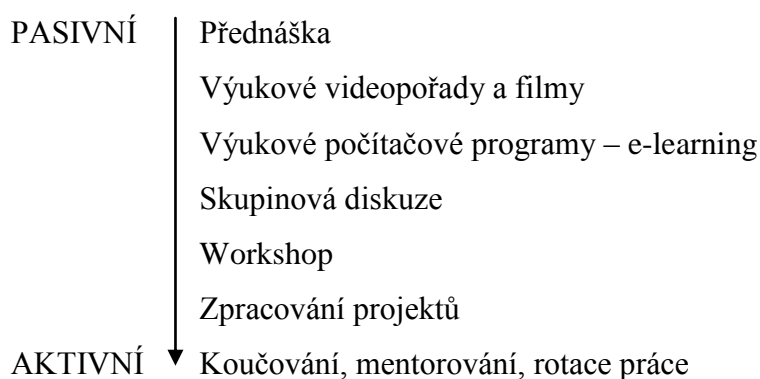 PASIVNÍ Přednáška
Výukové videopořady a filmy
Výukové počítačové programy – e-learning
Skupinová diskuze
Workshop
Zpracování projektů
AKTIVNÍ Koučování, mentorování, rotace práce